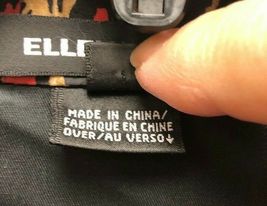 ELLE
MADE IN CHINA/
FABRIQUE EN CHINE
OVER/AU VERSO↓